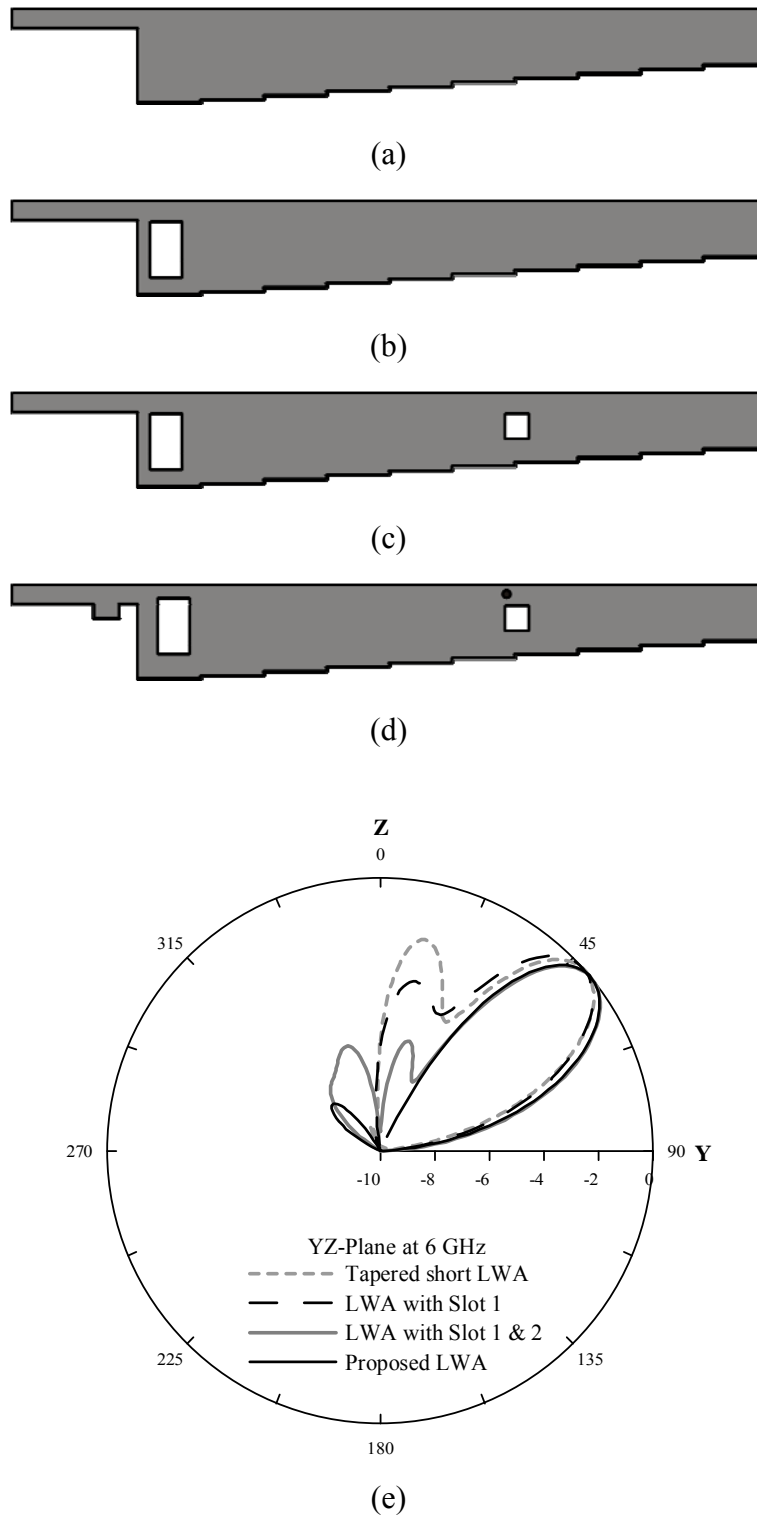 (a)
(b)
(c)
(d)
Z
0
315
45
270
90 Y
-10 -8 -6 -4 -2 0
YZ-Plane at 6 GHz
Tapered short LWA
LWA with Slot 1
LWA with Slot 1 & 2
Proposed LWA
225
135
180
(e)